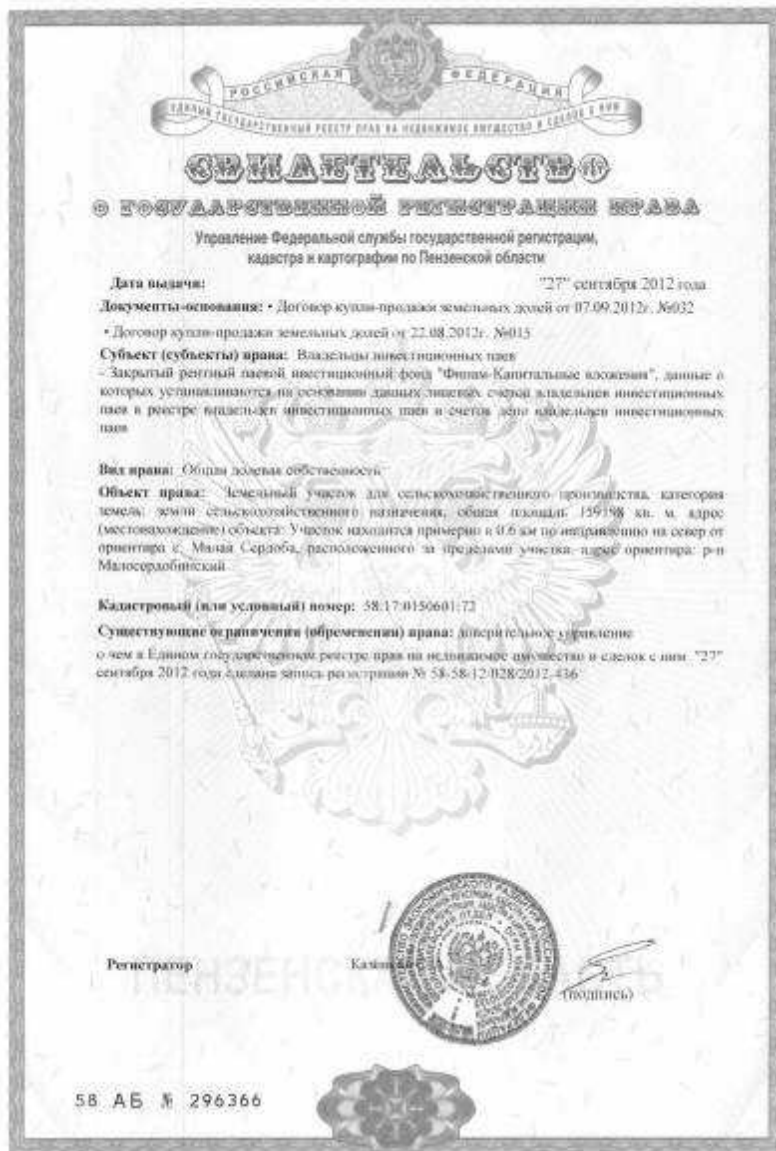 РОССИЙСКАЯ ФЕДЕРАЦИЯ
ЕДИНЫЙ ГОСУДАРСТВЕННЫЙ РЕЕСТР ПРАВ НА НЕДВИЖИМОЕ ИМУЩЕСТВО И СДЕЛОК С НИМ
СВИДЕТЕЛЬСТВО
О ГОСУДАРСТВЕННОЙ РЕГИСТРАЦИИ ПРАВА
Управление Федеральной службы государственной регистрации,
кадастра и картографии по Пензенской области
Дата выдачи: "27" сентября 2012 года
Документы-основания: • Договор купли-продажи земельных долей от 07.09.2012г. №032
• Договор купли-продажи земельных долей от 22.08.2012г. №015
Субъект (субъекты) права: Владельцы инвестиционных паев
- Закрытый рентный паевой инвестиционный фонд "Финам-Капитальные вложения", данные о
которых устанавливаются на основании данных лицевых счетов владельцев инвестиционных
паев в реестре владельцев инвестиционных паев и счетов депо владельцев инвестиционных
паев
Вид права: Общая долевая собственность
Объект права: Земельный участок для сельскохозяйственного производства, категория
земель: земли сельскохозяйственного назначения, общая площадь 159198 кв. м, адрес
(местонахождение) объекта: Участок находится примерно в 0,6 км по направлению на север от
ориентира с. Малая Сердоба, расположенного за пределами участка, адрес ориентира: р-н
Малосердобинский
Кадастровый (или условный) номер: 58:17:0150601:72
Существующие ограничения (обременения) права: доверительное управление
о чем в Едином государственном реестре прав на недвижимое имущество и сделок с ним "27"
сентября 2012 года сделана запись регистрации № 58-58-12/028/2012-436
Регистратор
(подпись)
ПЕНЗЕНСКАЯ ОБЛАСТЬ
58 АБ № 296366